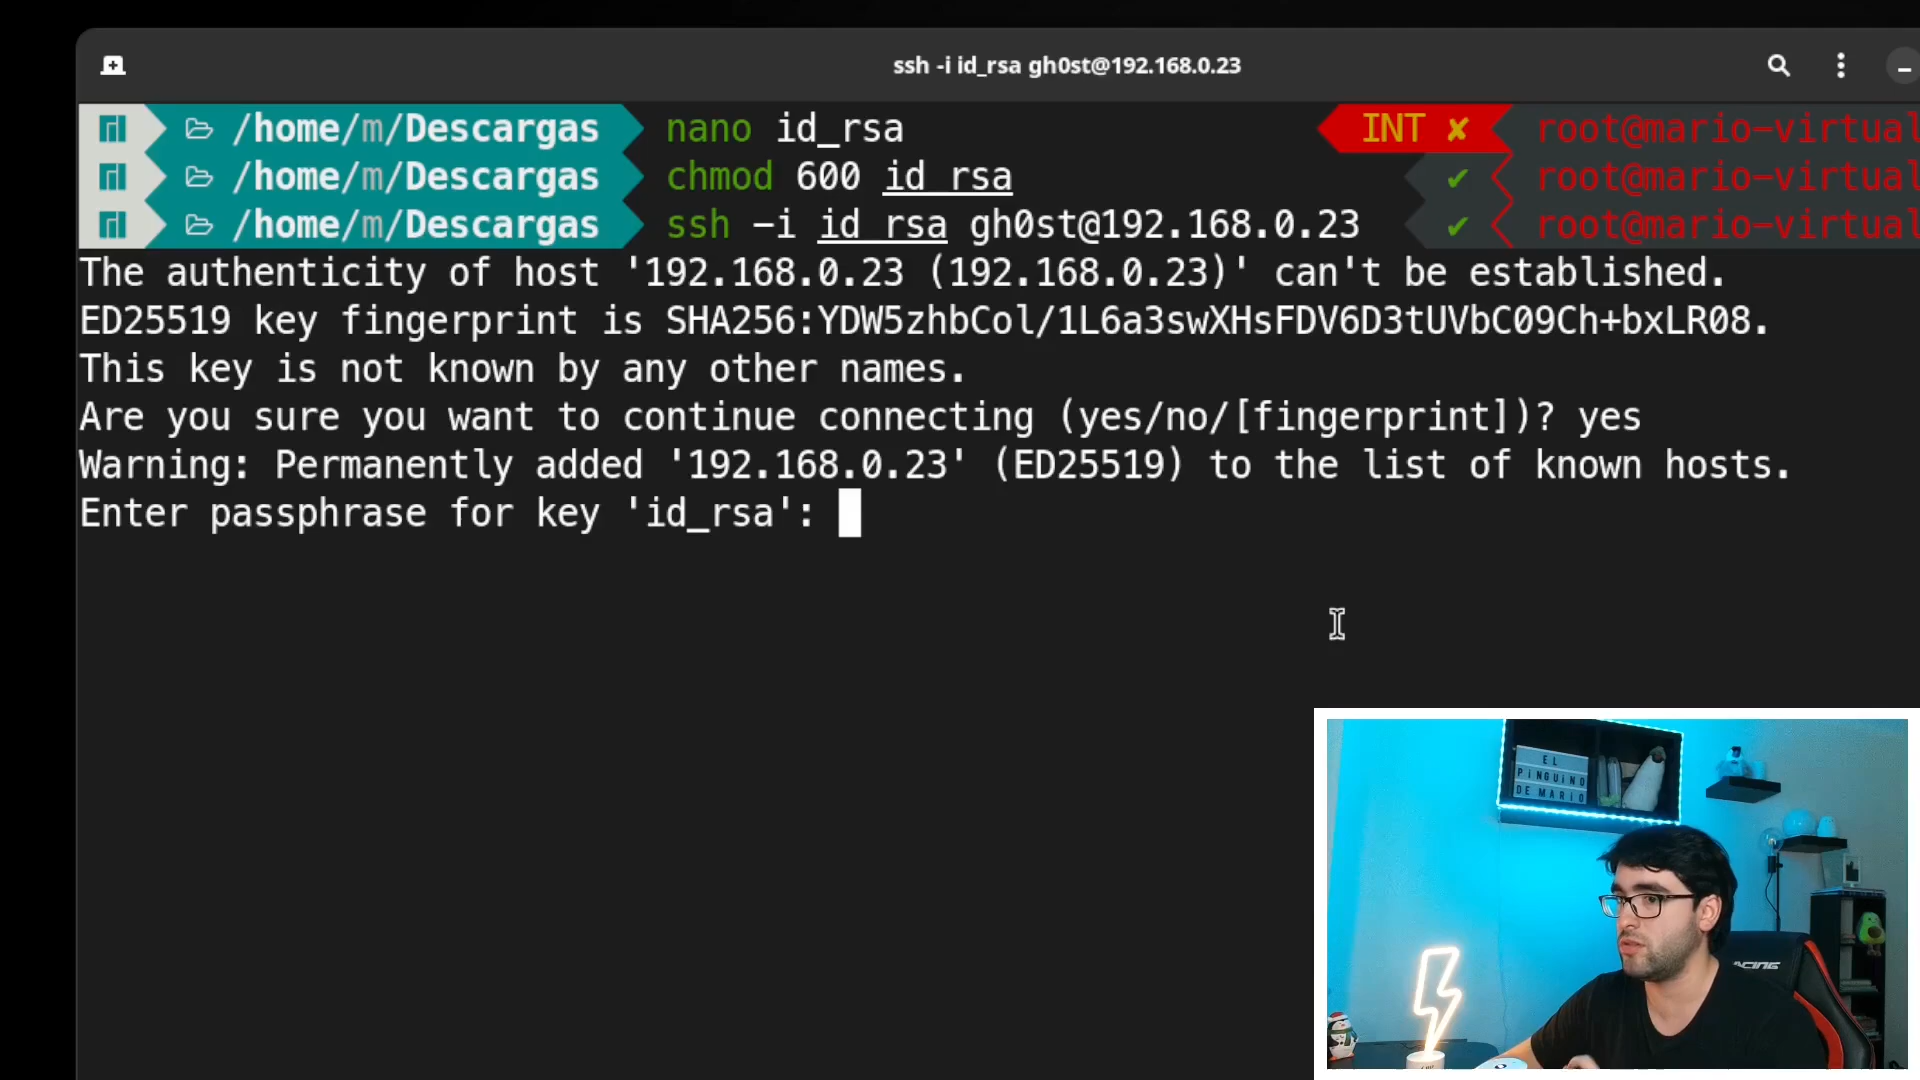 ssh -i id_rsa gh0st@192.168.0.23
/home/m/Descargas nano id_rsa INT ✘ root@mario-virtual
/home/m/Descargas chmod 600 id_rsa ✔ root@mario-virtual
/home/m/Descargas ssh -i id_rsa gh0st@192.168.0.23 ✔ root@mario-virtual
The authenticity of host '192.168.0.23 (192.168.0.23)' can't be established.
ED25519 key fingerprint is SHA256:YDW5zhbCol/1L6a3swXHsFDV6D3tUVbC09Ch+bxLR08.
This key is not known by any other names.
Are you sure you want to continue connecting (yes/no/[fingerprint])? yes
Warning: Permanently added '192.168.0.23' (ED25519) to the list of known hosts.
Enter passphrase for key 'id_rsa':
EL
PiNGUiNO
DE MARiO
ACING